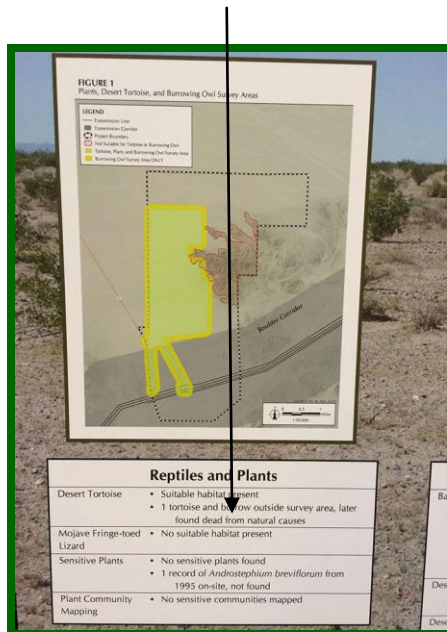 FIGURE 1
Plants, Desert Tortoise, and Burrowing Owl Survey Areas
LEGEND
Transmission Line
Transmission Corridor
Project Boundary
Not Suitable for Tortoise or Burrowing Owl
Tortoise, Plant, and Burrowing Owl Survey Area
Burrowing Owl Survey Area ONLY
Boulder Corridor
Reptiles and Plants
Desert Tortoise • Suitable habitat present
• 1 tortoise and outside survey area, later
found dead from natural causes
Mojave Fringe-toed • No suitable habitat present
Lizard
Sensitive Plants • No sensitive plants found
• 1 record of Androstephium breviflorum from
1995 on-site, not found
Plant Community • No sensitive communities mapped
Mapping
Ba
Des
Dese